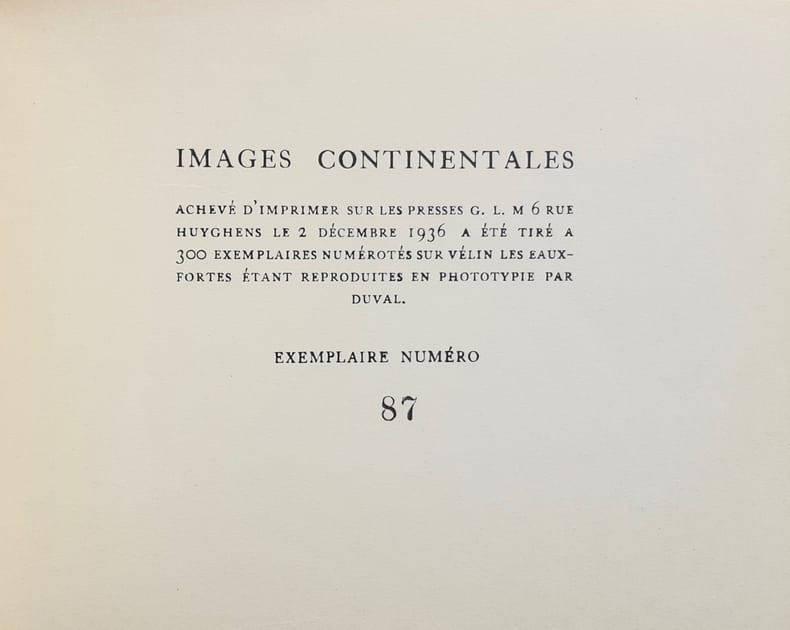 IMAGES CONTINENTALES
ACHEVÉ D'IMPRIMER SUR LES PRESSES G. L. M 6 RUE
HUYGHENS LE 2 DÉCEMBRE 1936 A ÉTÉ TIRÉ A
300 EXEMPLAIRES NUMÉROTÉS SUR VÉLIN LES EAUX-
FORTES ÉTANT REPRODUITES EN PHOTOTYPIE PAR
DUVAL.
EXEMPLAIRE NUMÉRO
87